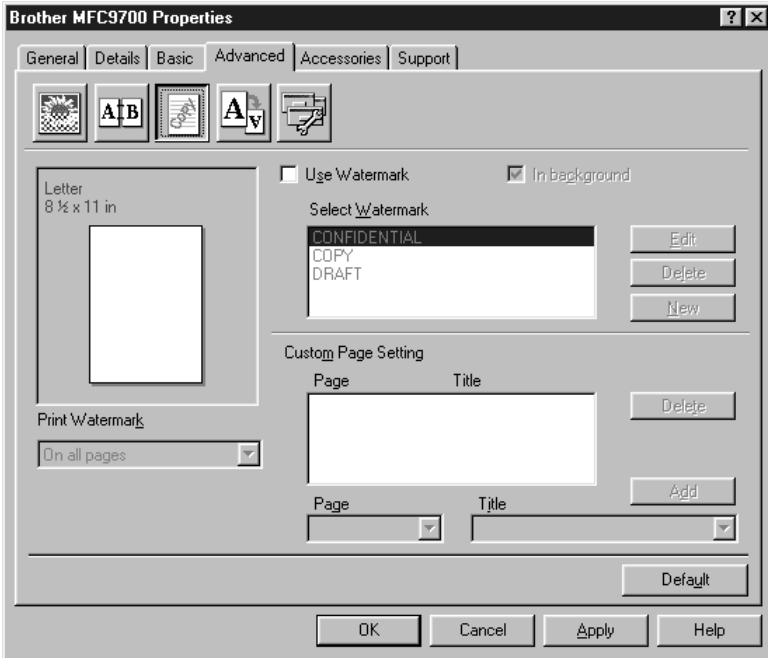 Brother MFC9700 Properties
General Details Basic Advanced Accessories Support
A B COPY A A
Letter
8 ½ x 11 in
Use Watermark In background
Select Watermark
CONFIDENTIAL
COPY
DRAFT
Edit
Delete
New
Print Watermark
On all pages
Custom Page Setting
Page Title
Delete
Add
Page Title
Default
OK Cancel Apply Help